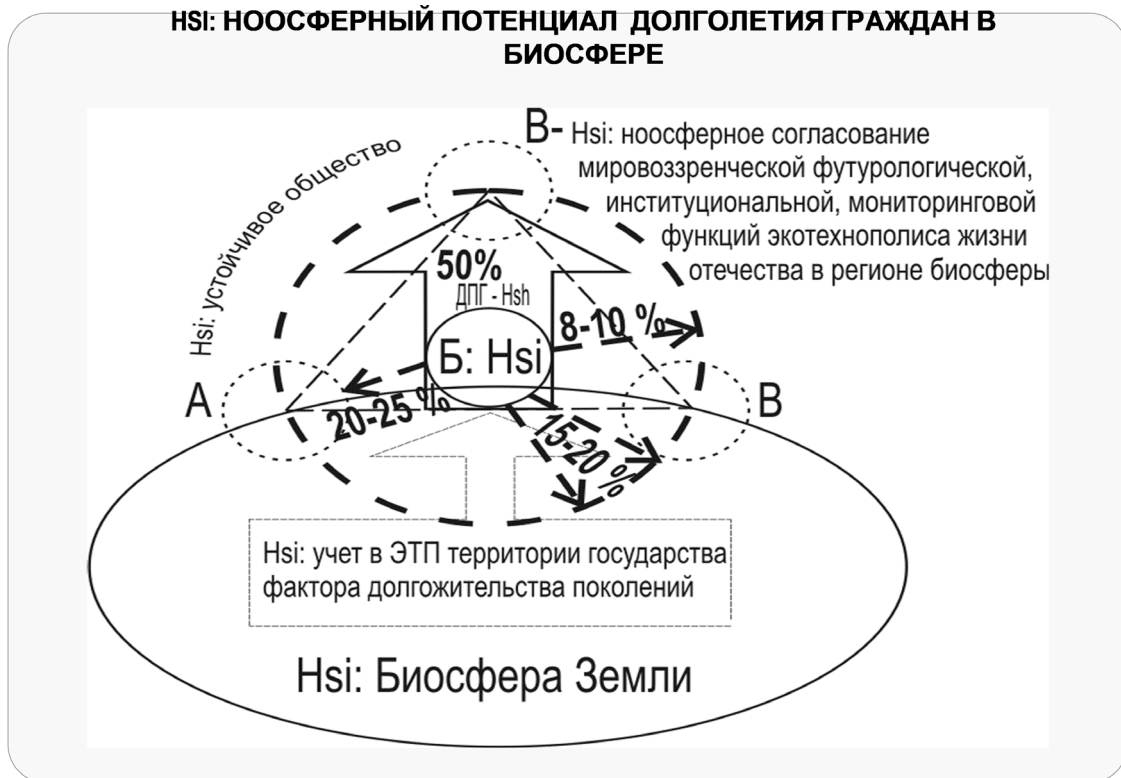 HSI: НООСФЕРНЫЙ ПОТЕНЦИАЛ ДОЛГОЛЕТИЯ ГРАЖДАН В
БИОСФЕРЕ
В- Hsi: ноосферное согласование
мировоззренческой футурологической,
институциональной, мониторинговой
функций экотехнополиса жизни
отечества в регионе биосферы
Hsi: устойчивое общество
50%
ДПГ - Hsh
8-10 %
Б: Hsi
А
В
20-25 %
15-20 %
Hsi: учет в ЭТП территории государства
фактора долгожительства поколений
Hsi: Биосфера Земли